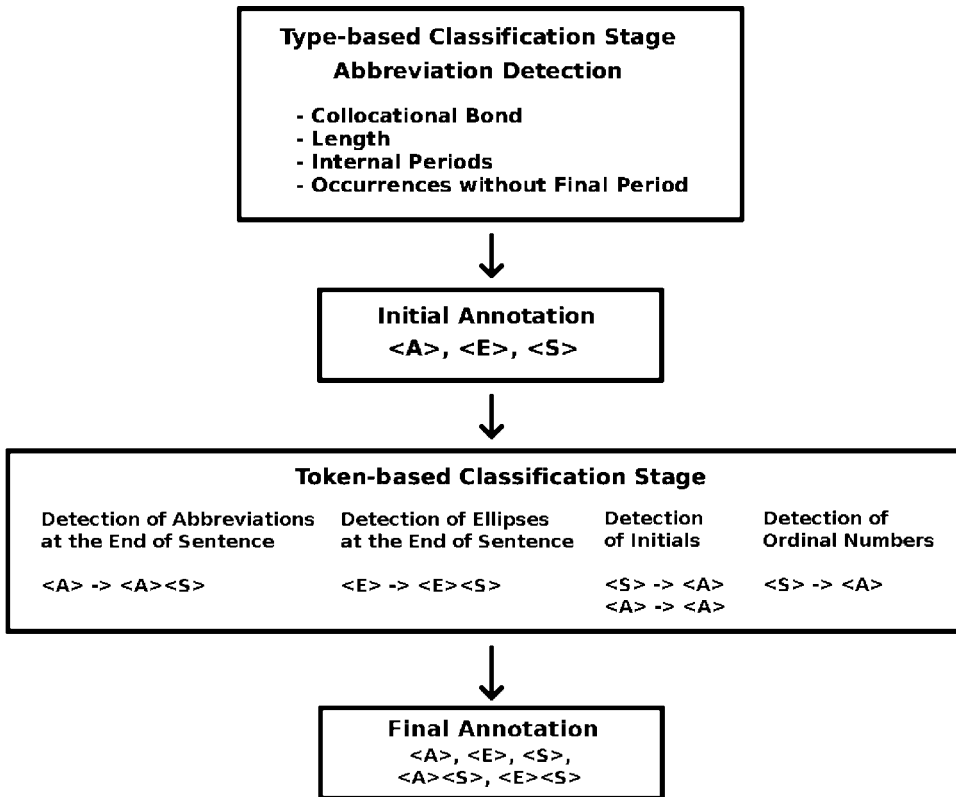 Type-based Classification Stage
Abbreviation Detection
- Collocational Bond
- Length
- Internal Periods
- Occurrences without Final Period
Initial Annotation
<A>, <E>, <S>
Token-based Classification Stage
Detection of Abbreviations
at the End of Sentence
<A> -> <A><S>
Detection of Ellipses
at the End of Sentence
<E> -> <E><S>
Detection
of Initials
<S> -> <A>
<A> -> <A>
Detection of
Ordinal Numbers
<S> -> <A>
Final Annotation
<A>, <E>, <S>,
<A><S>, <E><S>